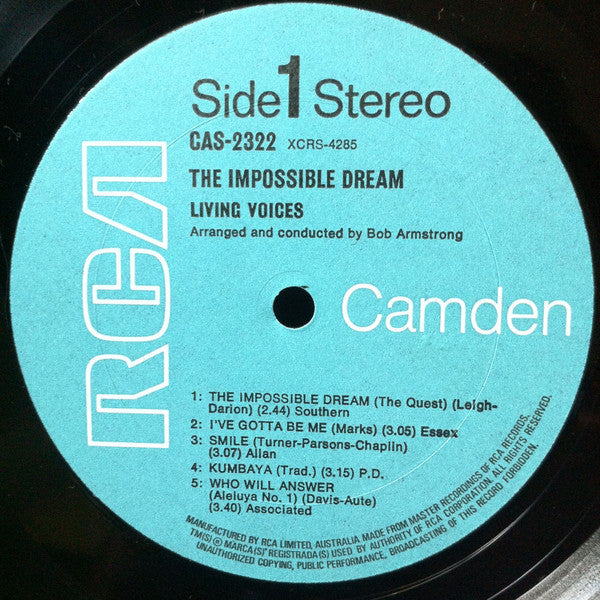 Side 1 Stereo
CAS-2322 XCRS-4285
THE IMPOSSIBLE DREAM
LIVING VOICES
Arranged and conducted by Bob Armstrong
RCA
Camden
1: THE IMPOSSIBLE DREAM (The Quest) (Leigh-
Darion) (2.44) Southern
2: I'VE GOTTA BE ME (Marks) (3.05) Essex
3: SMILE (Turner-Parsons-Chaplin)
(3.07) Allan
4: KUMBAYA (Trad.) (3.15) P.D.
5: WHO WILL ANSWER
(Aleluya No. 1) (Davis-Aute)
(3.40) Associated
MANUFACTURED BY RCA LIMITED, AUSTRALIA MADE FROM MASTER RECORDINGS OF RCA RECORDS.
TM(S) ® MARCA(S) REGISTRADA(S) USED BY AUTHORITY OF RCA CORPORATION. ALL RIGHTS RESERVED.
UNAUTHORIZED COPYING, PUBLIC PERFORMANCE, BROADCASTING OF THIS RECORD FORBIDDEN.